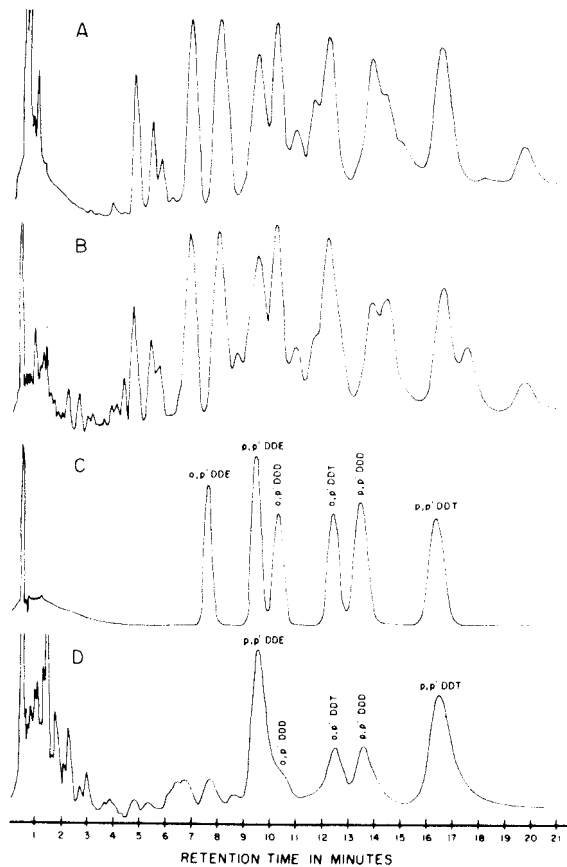 A
B
C
o,p' DDE
p,p' DDE
o,p' DDD
o,p' DDT
p,p' DDD
p,p' DDT
D
p,p' DDE
o,p' DDD
o,p' DDT
p,p' DDD
p,p' DDT
1 2 3 4 5 6 7 8 9 10 11 12 13 14 15 16 17 18 19 20 21
RETENTION TIME IN MINUTES